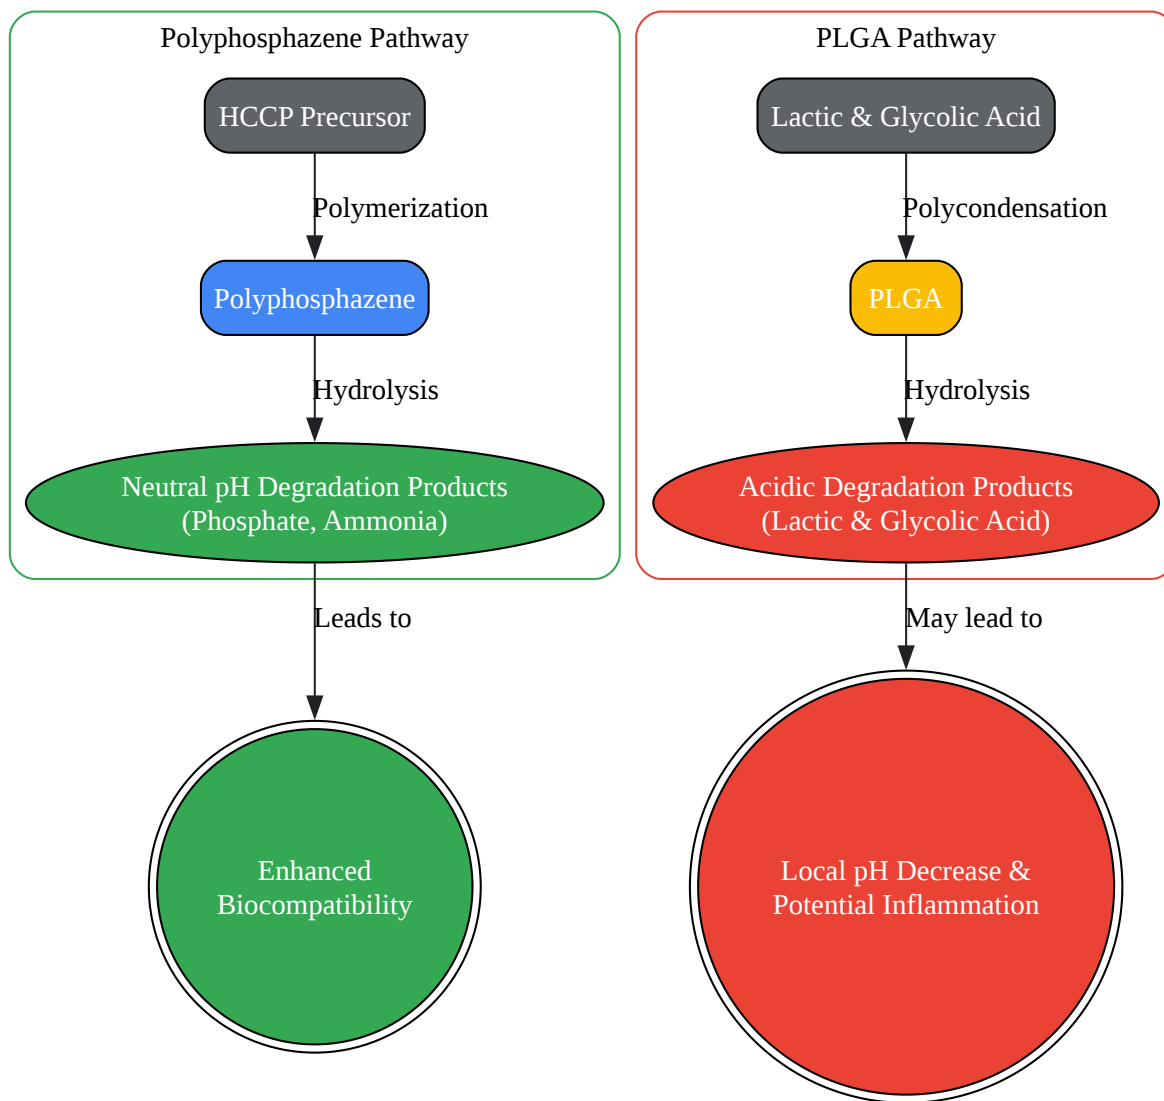 Polyphosphazene Pathway
HCCP Precursor
Polymerization
Polyphosphazene
Hydrolysis
Neutral pH Degradation Products
(Phosphate, Ammonia)
Leads to
Enhanced
Biocompatibility
PLGA Pathway
Lactic & Glycolic Acid
Polycondensation
PLGA
Hydrolysis
Acidic Degradation Products
(Lactic & Glycolic Acid)
May lead to
Local pH Decrease &
Potential Inflammation